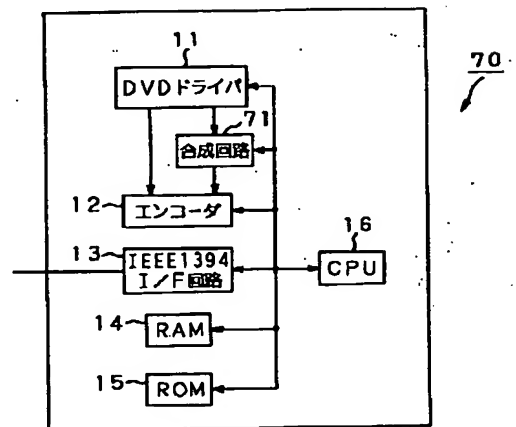 11
70
DVDドライバ
71
合成回路
12
エンコーダ
16
13
IEEE1394
I/F回路
CPU
14
RAM
15
ROM